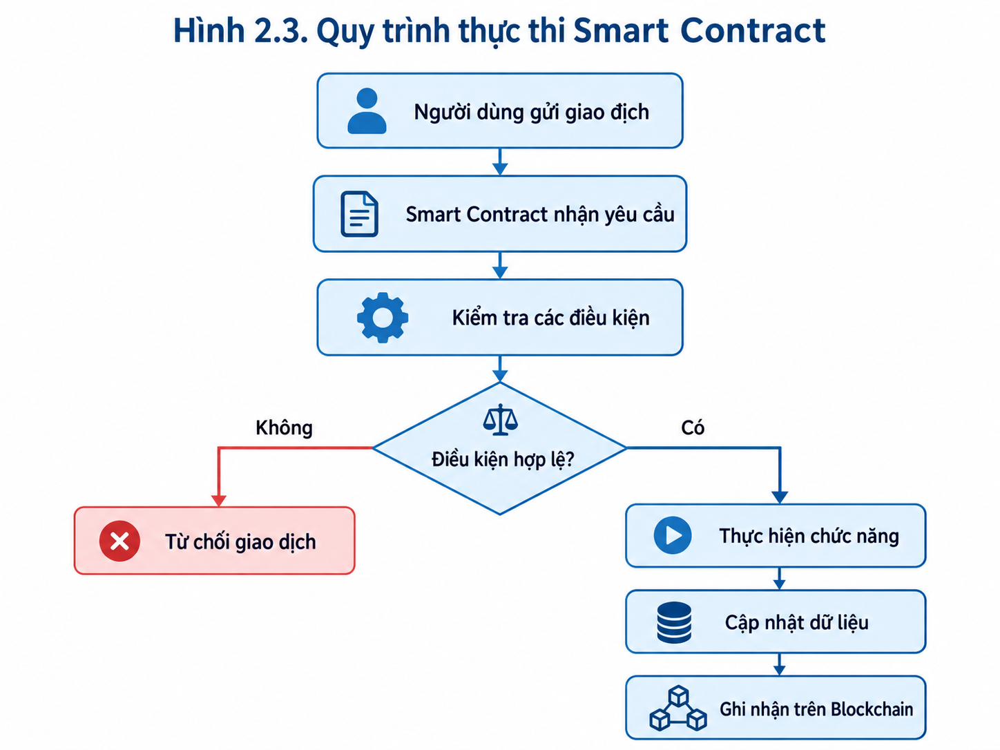 Hình 2.3. Quy trình thực thi Smart Contract
Người dùng gửi giao địch
Smart Contract nhận yêu cầu
Kiểm tra các điều kiện
Điều kiện hợp lệ?
Không
Có
Từ chối giao dịch
Thực hiện chức năng
Cập nhật dữ liệu
Ghi nhận trên Blockchain